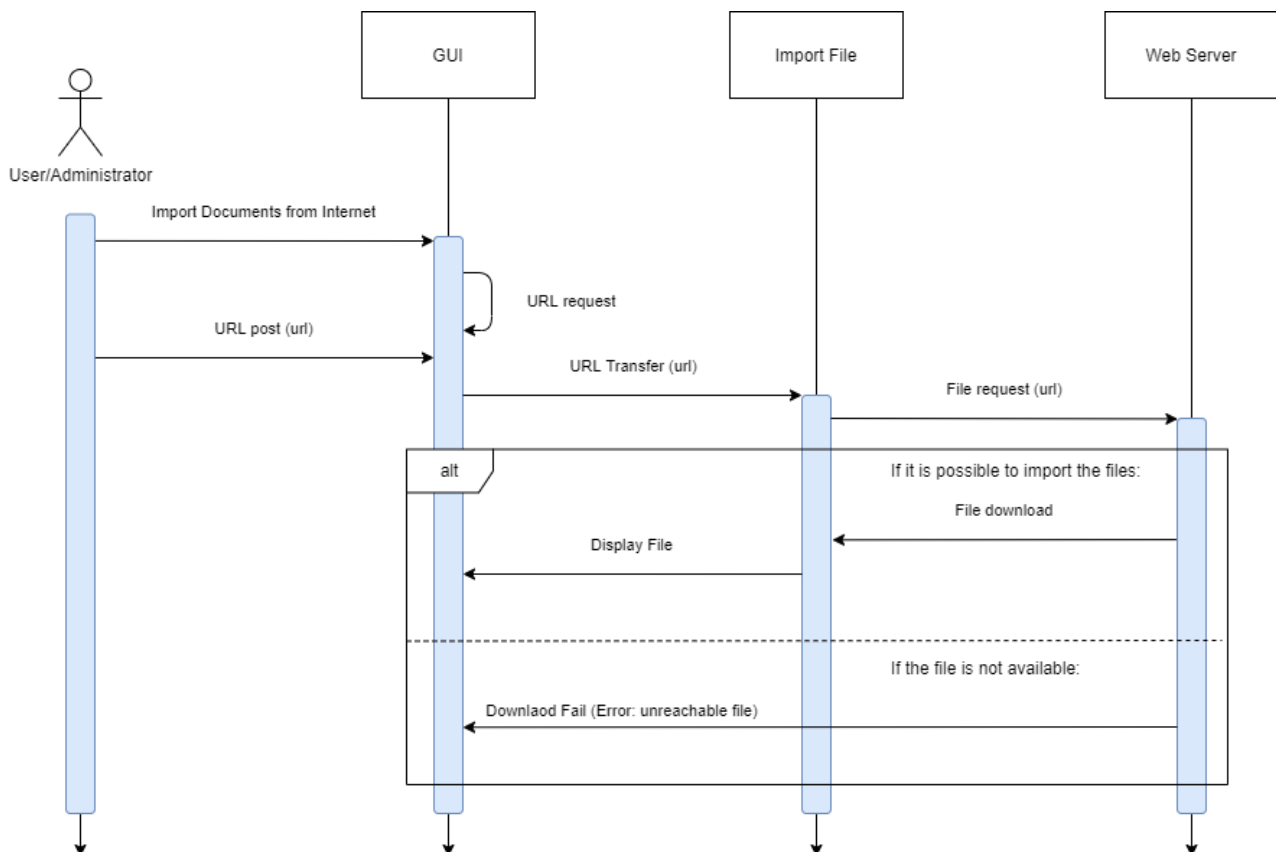 GUI
Import File
Web Server
User/Administrator
Import Documents from Internet
URL request
URL post (url)
URL Transfer (url)
File request (url)
alt
If it is possible to import the files:
File download
Display File
If the file is not available:
Downlaod Fail (Error: unreachable file)